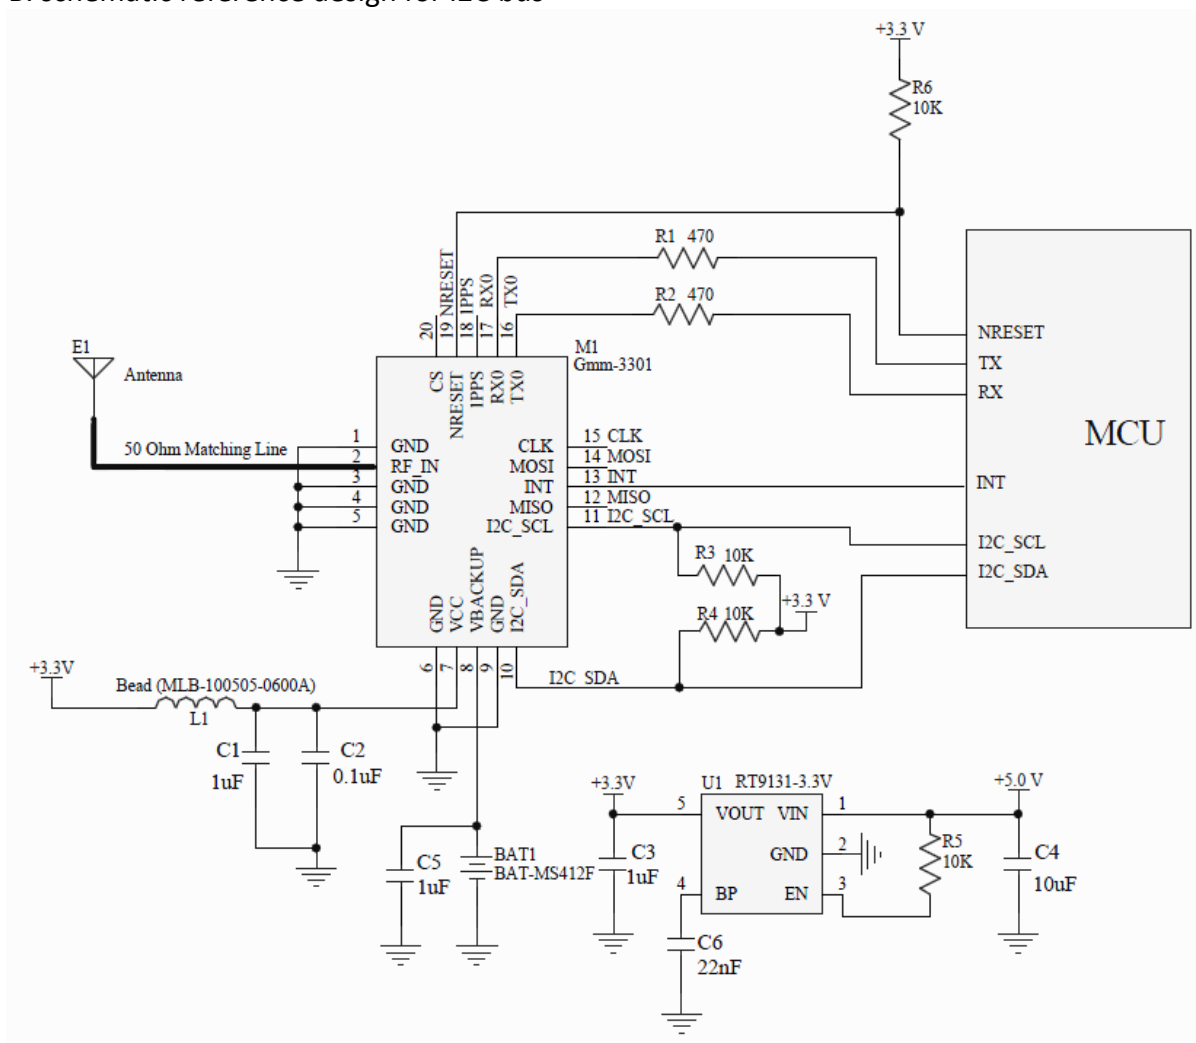 Schematic reference design for I2C bus
+3.3 V
R6
10K
R1 470
R2 470
20
19 NRESET
18 1PPS
17 RX0
16 TX0
M1
Gmm-3301
E1
Antenna
50 Ohm Matching Line
CS
NRESET
1PPS
RX0
TX0
1
2
3
4
5
GND
RF_IN
GND
GND
GND
CLK
MOSI
INT
MISO
I2C_SCL
15 CLK
14 MOSI
13 INT
12 MISO
11 I2C_SCL
NRESET
TX
RX
MCU
INT
I2C_SCL
I2C_SDA
R3 10K
+3.3 V
R4 10K
GND
VCC
VBACKUP
GND
I2C_SDA
6
7
8
9
10
I2C_SDA
+3.3V
Bead (MLB-100505-0600A)
L1
C1
1uF
C2
0.1uF
C5
1uF
BAT1
BAT-MS412F
+3.3V
U1 RT9131-3.3V
+5.0 V
5
VOUT VIN
1
GND
2
4
BP
EN
3
R5
10K
C3
1uF
C4
10uF
C6
22nF